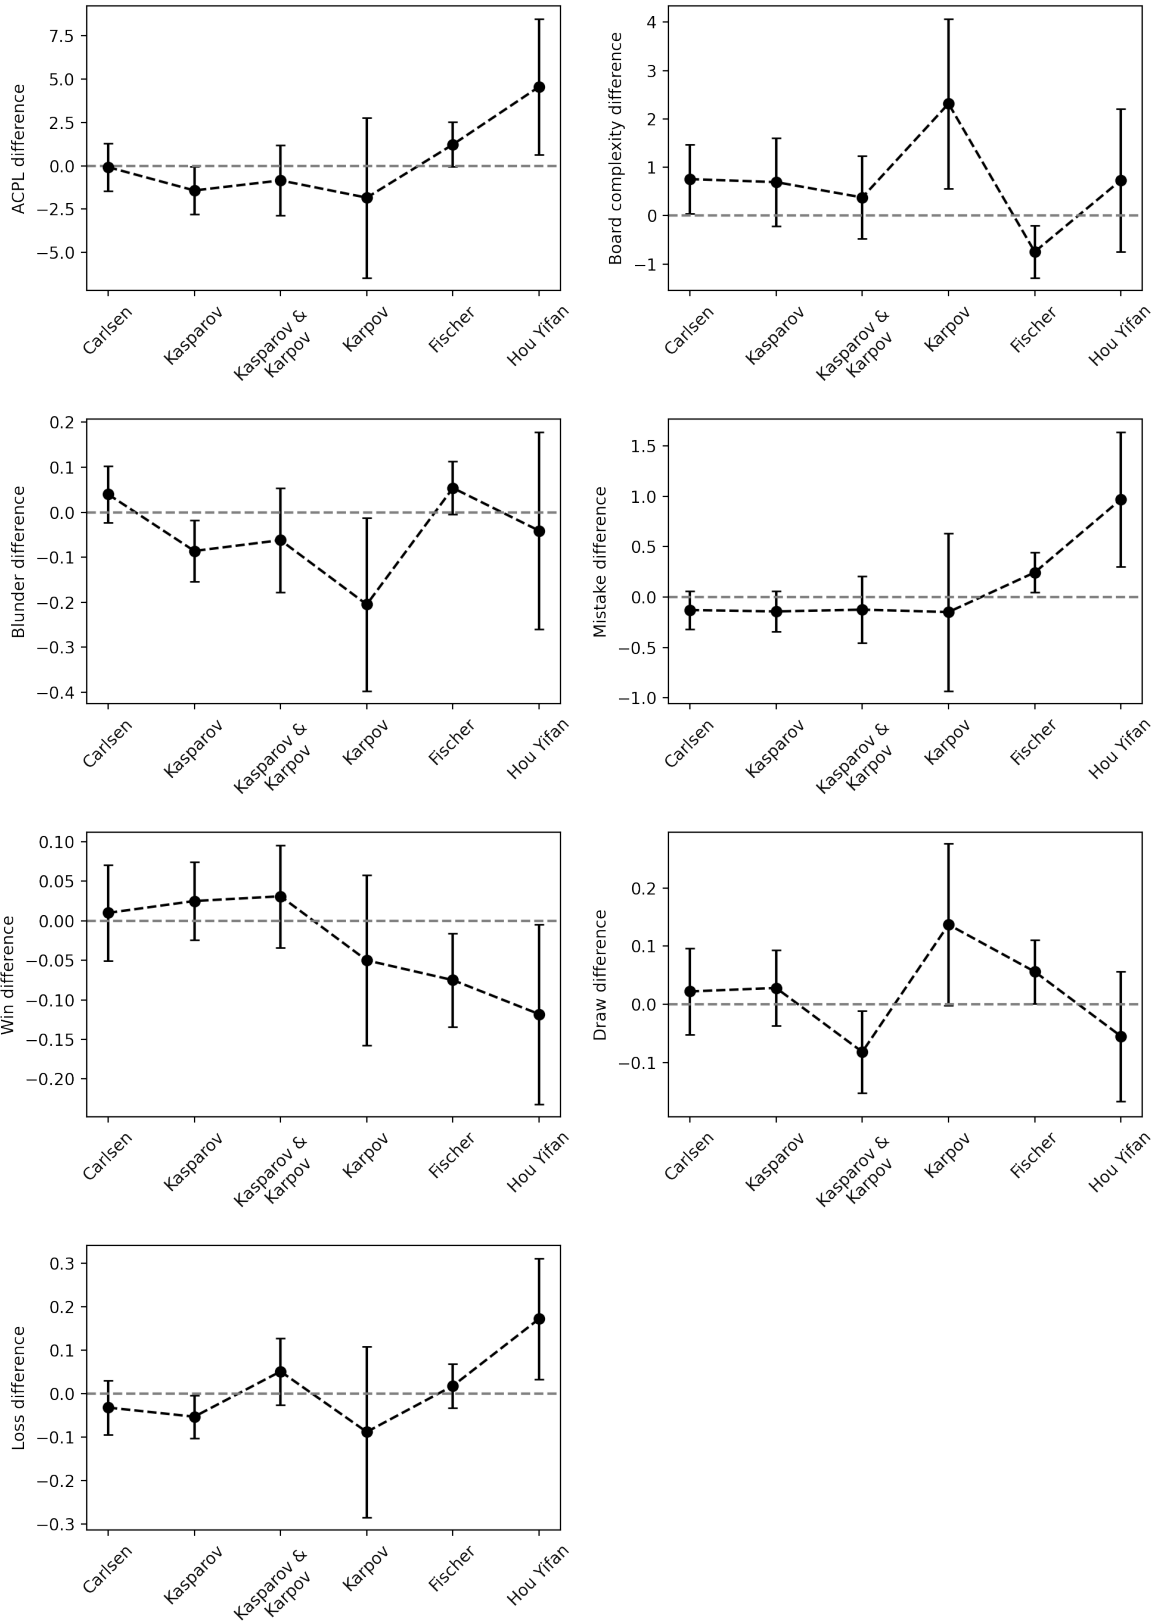 ACPL difference
7.5
5.0
2.5
0.0
−2.5
−5.0
Carlsen
Kasparov
Kasparov &
Karpov
Karpov
Fischer
Hou Yifan
Board complexity difference
4
3
2
1
0
−1
Carlsen
Kasparov
Kasparov &
Karpov
Karpov
Fischer
Hou Yifan
Blunder difference
0.2
0.1
0.0
−0.1
−0.2
−0.3
−0.4
Carlsen
Kasparov
Kasparov &
Karpov
Karpov
Fischer
Hou Yifan
Mistake difference
1.5
1.0
0.5
0.0
−0.5
−1.0
Carlsen
Kasparov
Kasparov &
Karpov
Karpov
Fischer
Hou Yifan
Win difference
0.10
0.05
0.00
−0.05
−0.10
−0.15
−0.20
Carlsen
Kasparov
Kasparov &
Karpov
Karpov
Fischer
Hou Yifan
Draw difference
0.2
0.1
0.0
−0.1
Carlsen
Kasparov
Kasparov &
Karpov
Karpov
Fischer
Hou Yifan
Loss difference
0.3
0.2
0.1
0.0
−0.1
−0.2
−0.3
Carlsen
Kasparov
Kasparov &
Karpov
Karpov
Fischer
Hou Yifan